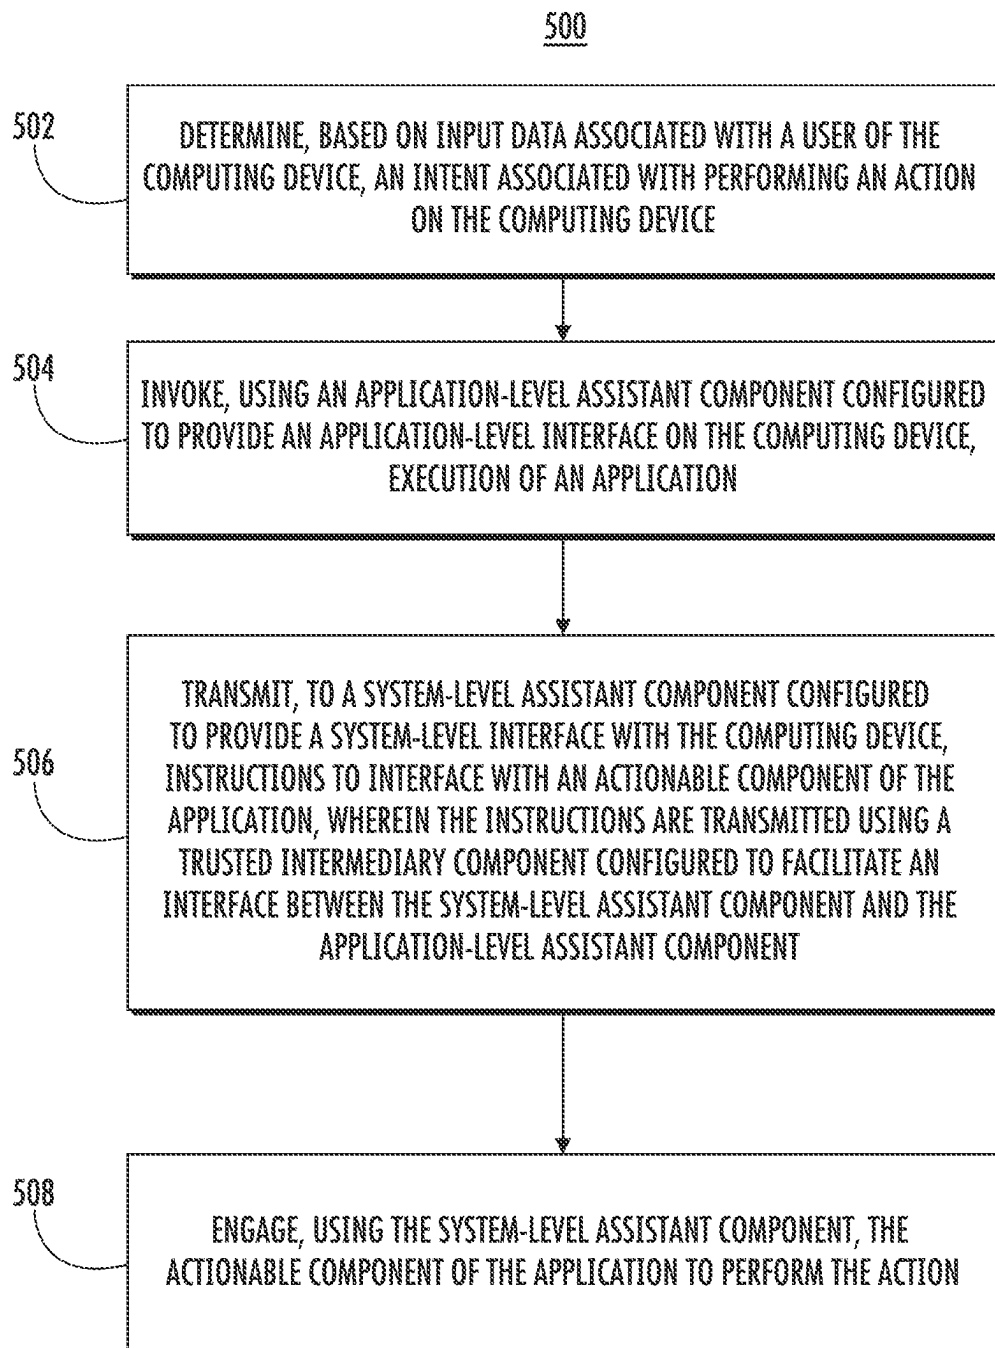 500
502
DETERMINE, BASED ON INPUT DATA ASSOCIATED WITH A USER OF THE
COMPUTING DEVICE, AN INTENT ASSOCIATED WITH PERFORMING AN ACTION
ON THE COMPUTING DEVICE
504
INVOKE, USING AN APPLICATION-LEVEL ASSISTANT COMPONENT CONFIGURED
TO PROVIDE AN APPLICATION-LEVEL INTERFACE ON THE COMPUTING DEVICE,
EXECUTION OF AN APPLICATION
506
TRANSMIT, TO A SYSTEM-LEVEL ASSISTANT COMPONENT CONFIGURED
TO PROVIDE A SYSTEM-LEVEL INTERFACE WITH THE COMPUTING DEVICE,
INSTRUCTIONS TO INTERFACE WITH AN ACTIONABLE COMPONENT OF THE
APPLICATION, WHEREIN THE INSTRUCTIONS ARE TRANSMITTED USING A
TRUSTED INTERMEDIARY COMPONENT CONFIGURED TO FACILITATE AN
INTERFACE BETWEEN THE SYSTEM-LEVEL ASSISTANT COMPONENT AND THE
APPLICATION-LEVEL ASSISTANT COMPONENT
508
ENGAGE, USING THE SYSTEM-LEVEL ASSISTANT COMPONENT, THE
ACTIONABLE COMPONENT OF THE APPLICATION TO PERFORM THE ACTION